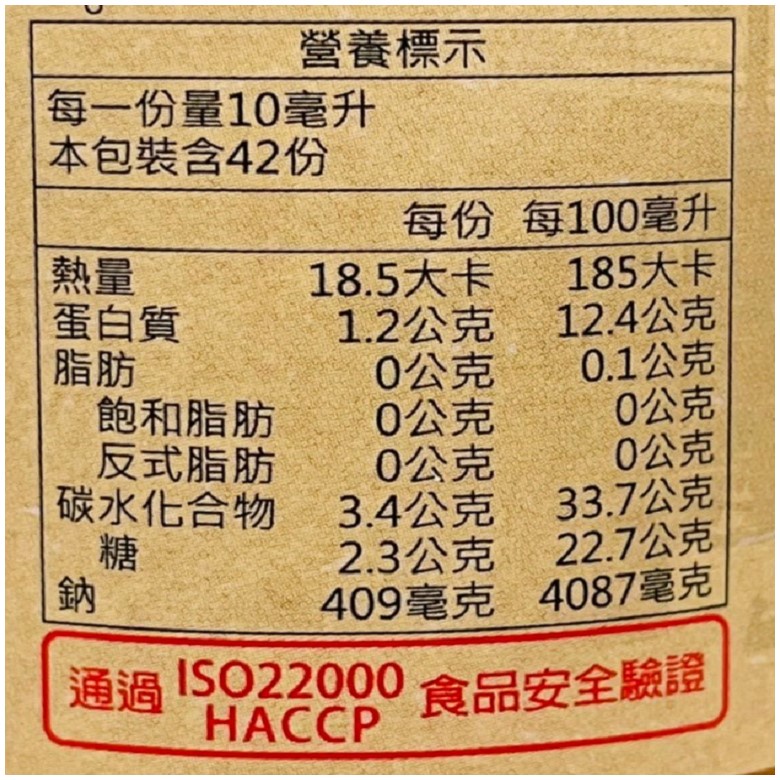 營養標示
每一份量10毫升
本包裝含42份
每份 每100毫升
熱量 18.5大卡 185大卡
蛋白質 1.2公克 12.4公克
脂肪 0公克 0.1公克
飽和脂肪 0公克 0公克
反式脂肪 0公克 0公克
碳水化合物 3.4公克 33.7公克
糖 2.3公克 22.7公克
鈉 409毫克 4087毫克
通過 ISO22000 食品安全驗證
HACCP